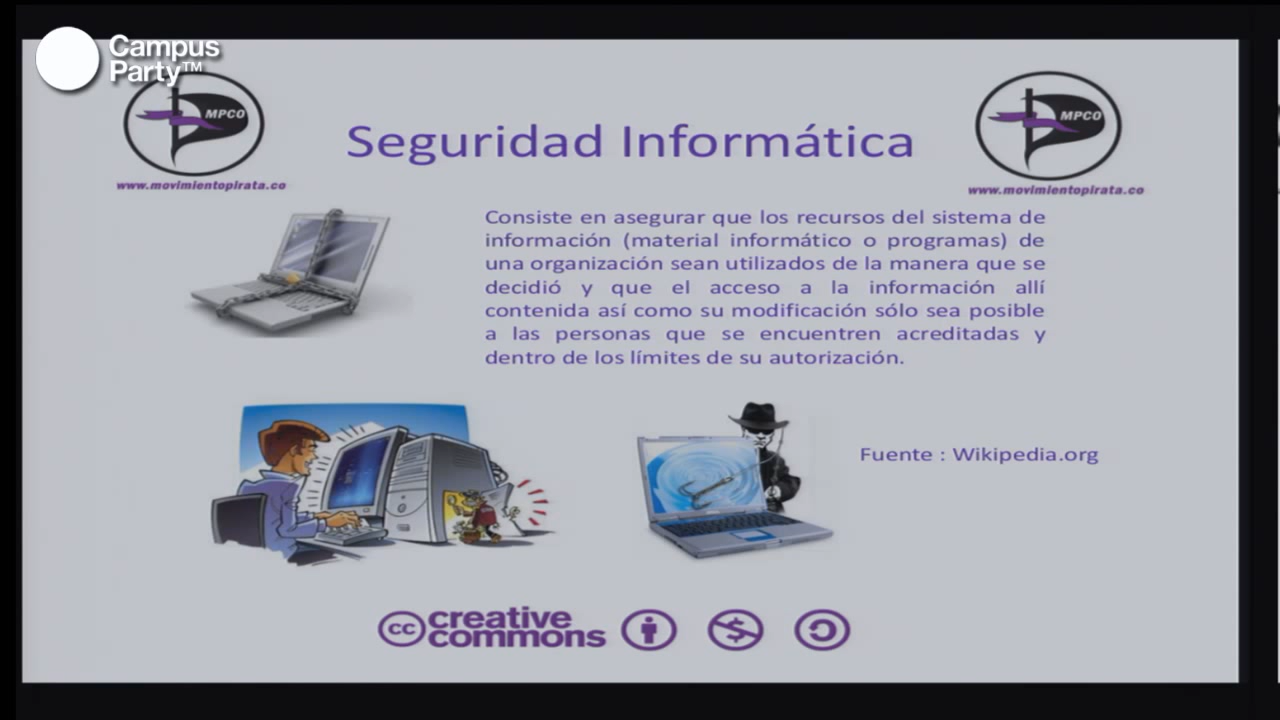 Campus
Party™
MPCO
www.movimientopirata.co
MPCO
www.movimientopirata.co
Seguridad Informática
Consiste en asegurar que los recursos del sistema de
información (material informático o programas) de
una organización sean utilizados de la manera que se
decidió y que el acceso a la información allí
contenida así como su modificación sólo sea posible
a las personas que se encuentren acreditadas y
dentro de los límites de su autorización.
Fuente : Wikipedia.org
cc creative
commons